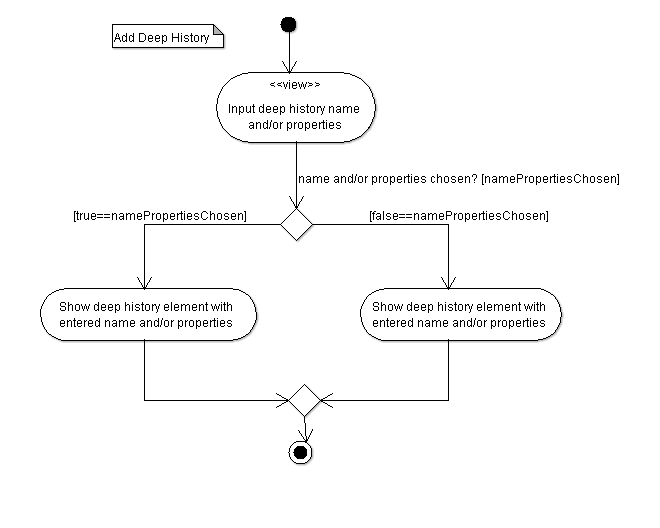 Add Deep History
<<view>>
Input deep history name
and/or properties
name and/or properties chosen? [namePropertiesChosen]
[true==namePropertiesChosen]
[false==namePropertiesChosen]
Show deep history element with
entered name and/or properties
Show deep history element with
entered name and/or properties